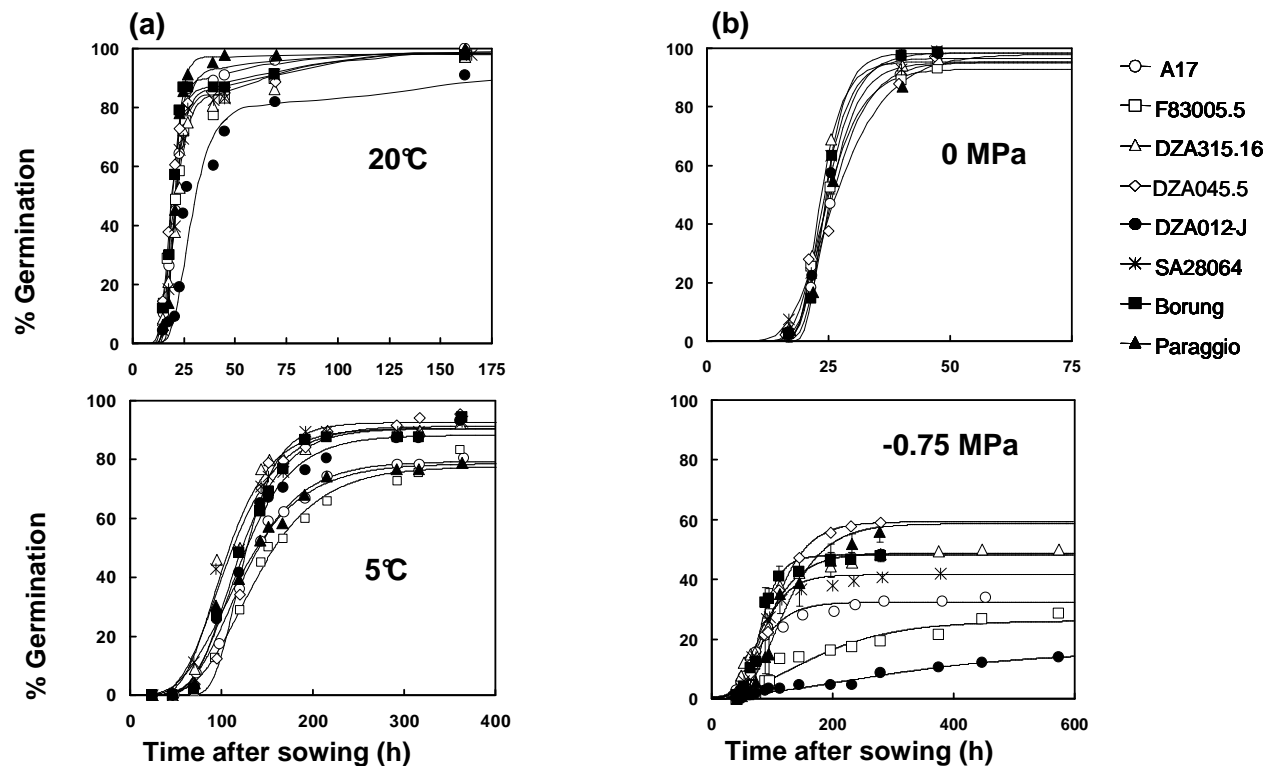 (a)
(b)
% Germination
100
80
60
40
20
0
20°C
0 25 50 75 100 125 150 175
100
80
60
40
20
0
0 MPa
0 25 50 75
A17
F83005.5
DZA315.16
DZA045.5
DZA012-J
SA28064
Borung
Paraggio
% Germination
100
80
60
40
20
0
5°C
0 100 200 300 400
Time after sowing (h)
100
80
60
40
20
0
-0.75 MPa
0 200 400 600
Time after sowing (h)